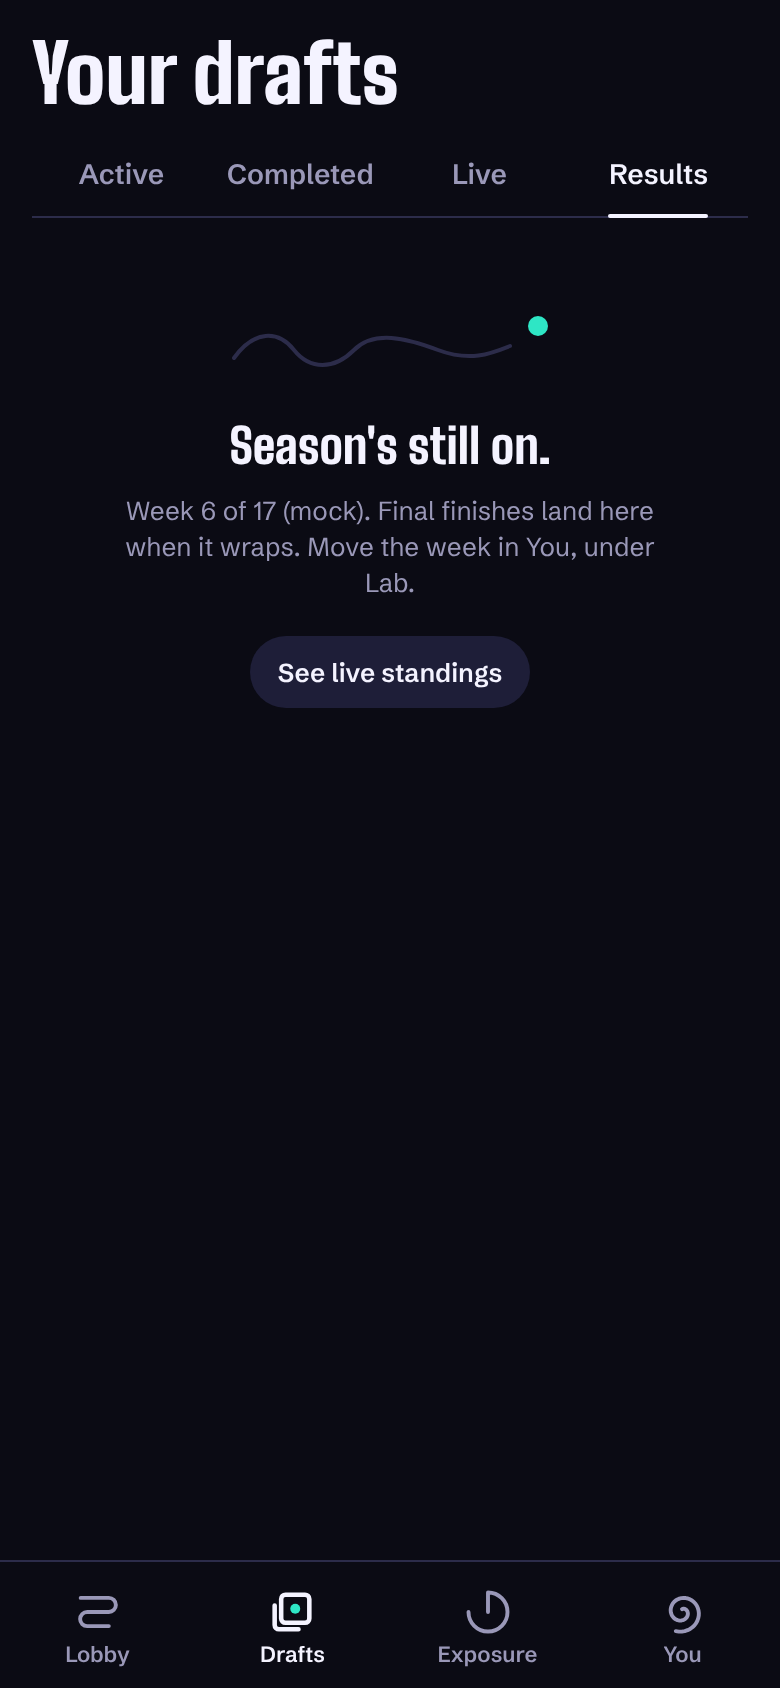 Your drafts
Active
Completed
Live
Results
Season's still on.
Week 6 of 17 (mock). Final finishes land here
when it wraps. Move the week in You, under
Lab.
See live standings
Lobby
Drafts
Exposure
You